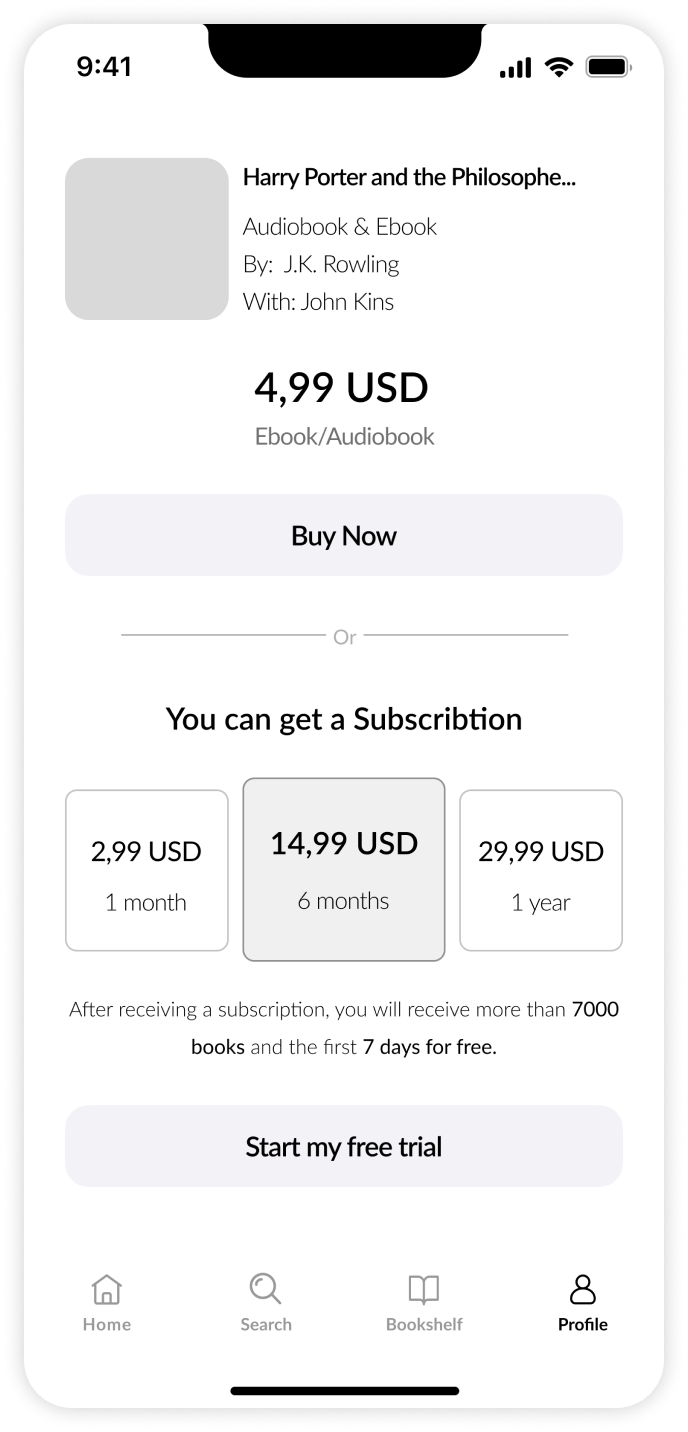 9:41
Harry Porter and the Philosophe...
Audiobook & Ebook
By: J.K. Rowling
With: John Kins
4,99 USD
Ebook/Audiobook
Buy Now
Or
You can get a Subscribtion
2,99 USD
1 month
14,99 USD
6 months
29,99 USD
1 year
After receiving a subscription, you will receive more than 7000
books and the first 7 days for free.
Start my free trial
Home
Search
Bookshelf
Profile